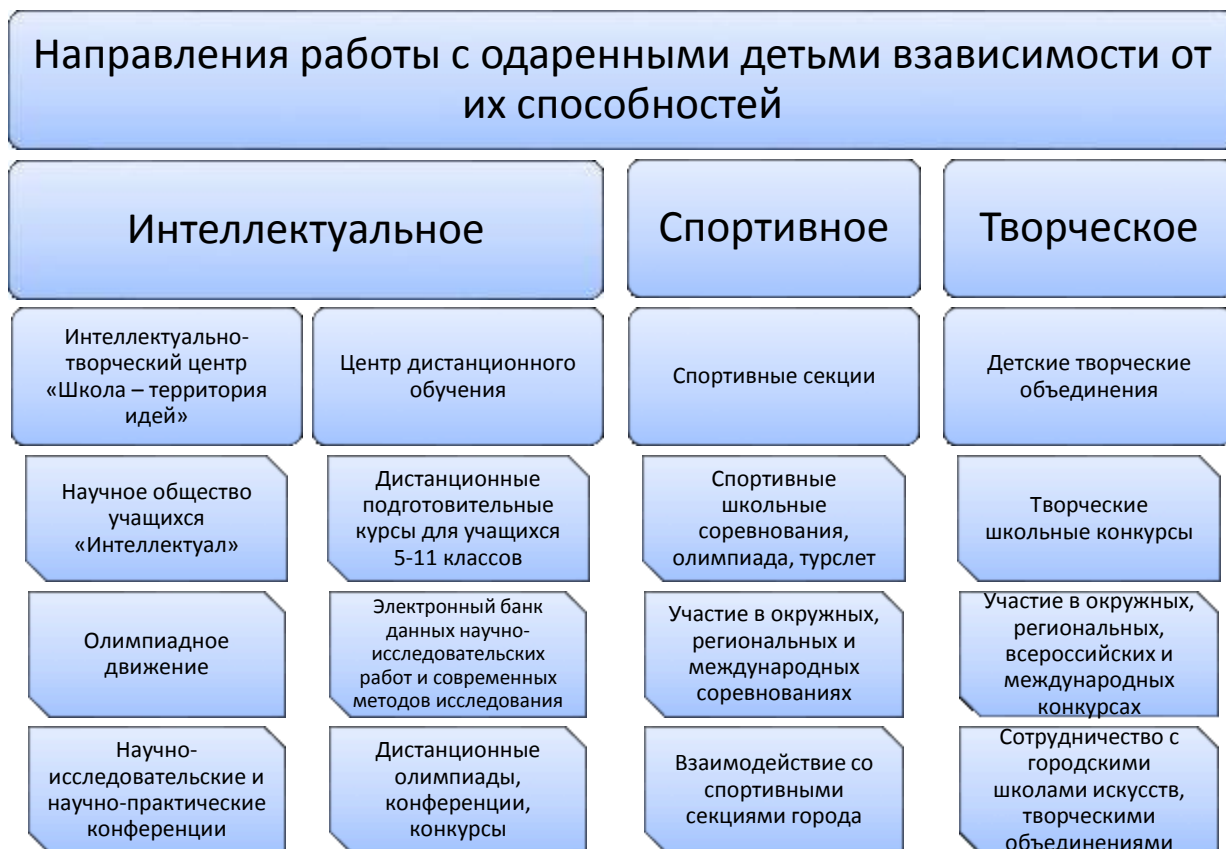 Направления работы с одаренными детьми взависимости от
их способностей
Интеллектуальное
Спортивное
Творческое
Интеллектуально-
творческий центр
«Школа – территория
идей»
Центр дистанционного
обучения
Спортивные секции
Детские творческие
объединения
Научное общество
учащихся
«Интеллектуал»
Дистанционные
подготовительные
курсы для учащихся
5-11 классов
Спортивные
школьные
соревнования,
олимпиада, турслет
Творческие
школьные конкурсы
Олимпиадное
движение
Электронный банк
данных научно-
исследовательских
работ и современных
методов исследования
Участие в окружных,
региональных и
международных
соревнованиях
Участие в окружных,
региональных,
всероссийских и
международных
конкурсах
Научно-
исследовательские и
научно-практические
конференции
Дистанционные
олимпиады,
конференции,
конкурсы
Взаимодействие со
спортивными
секциями города
Сотрудничество с
городскими
школами искусств,
творческими
объединениями